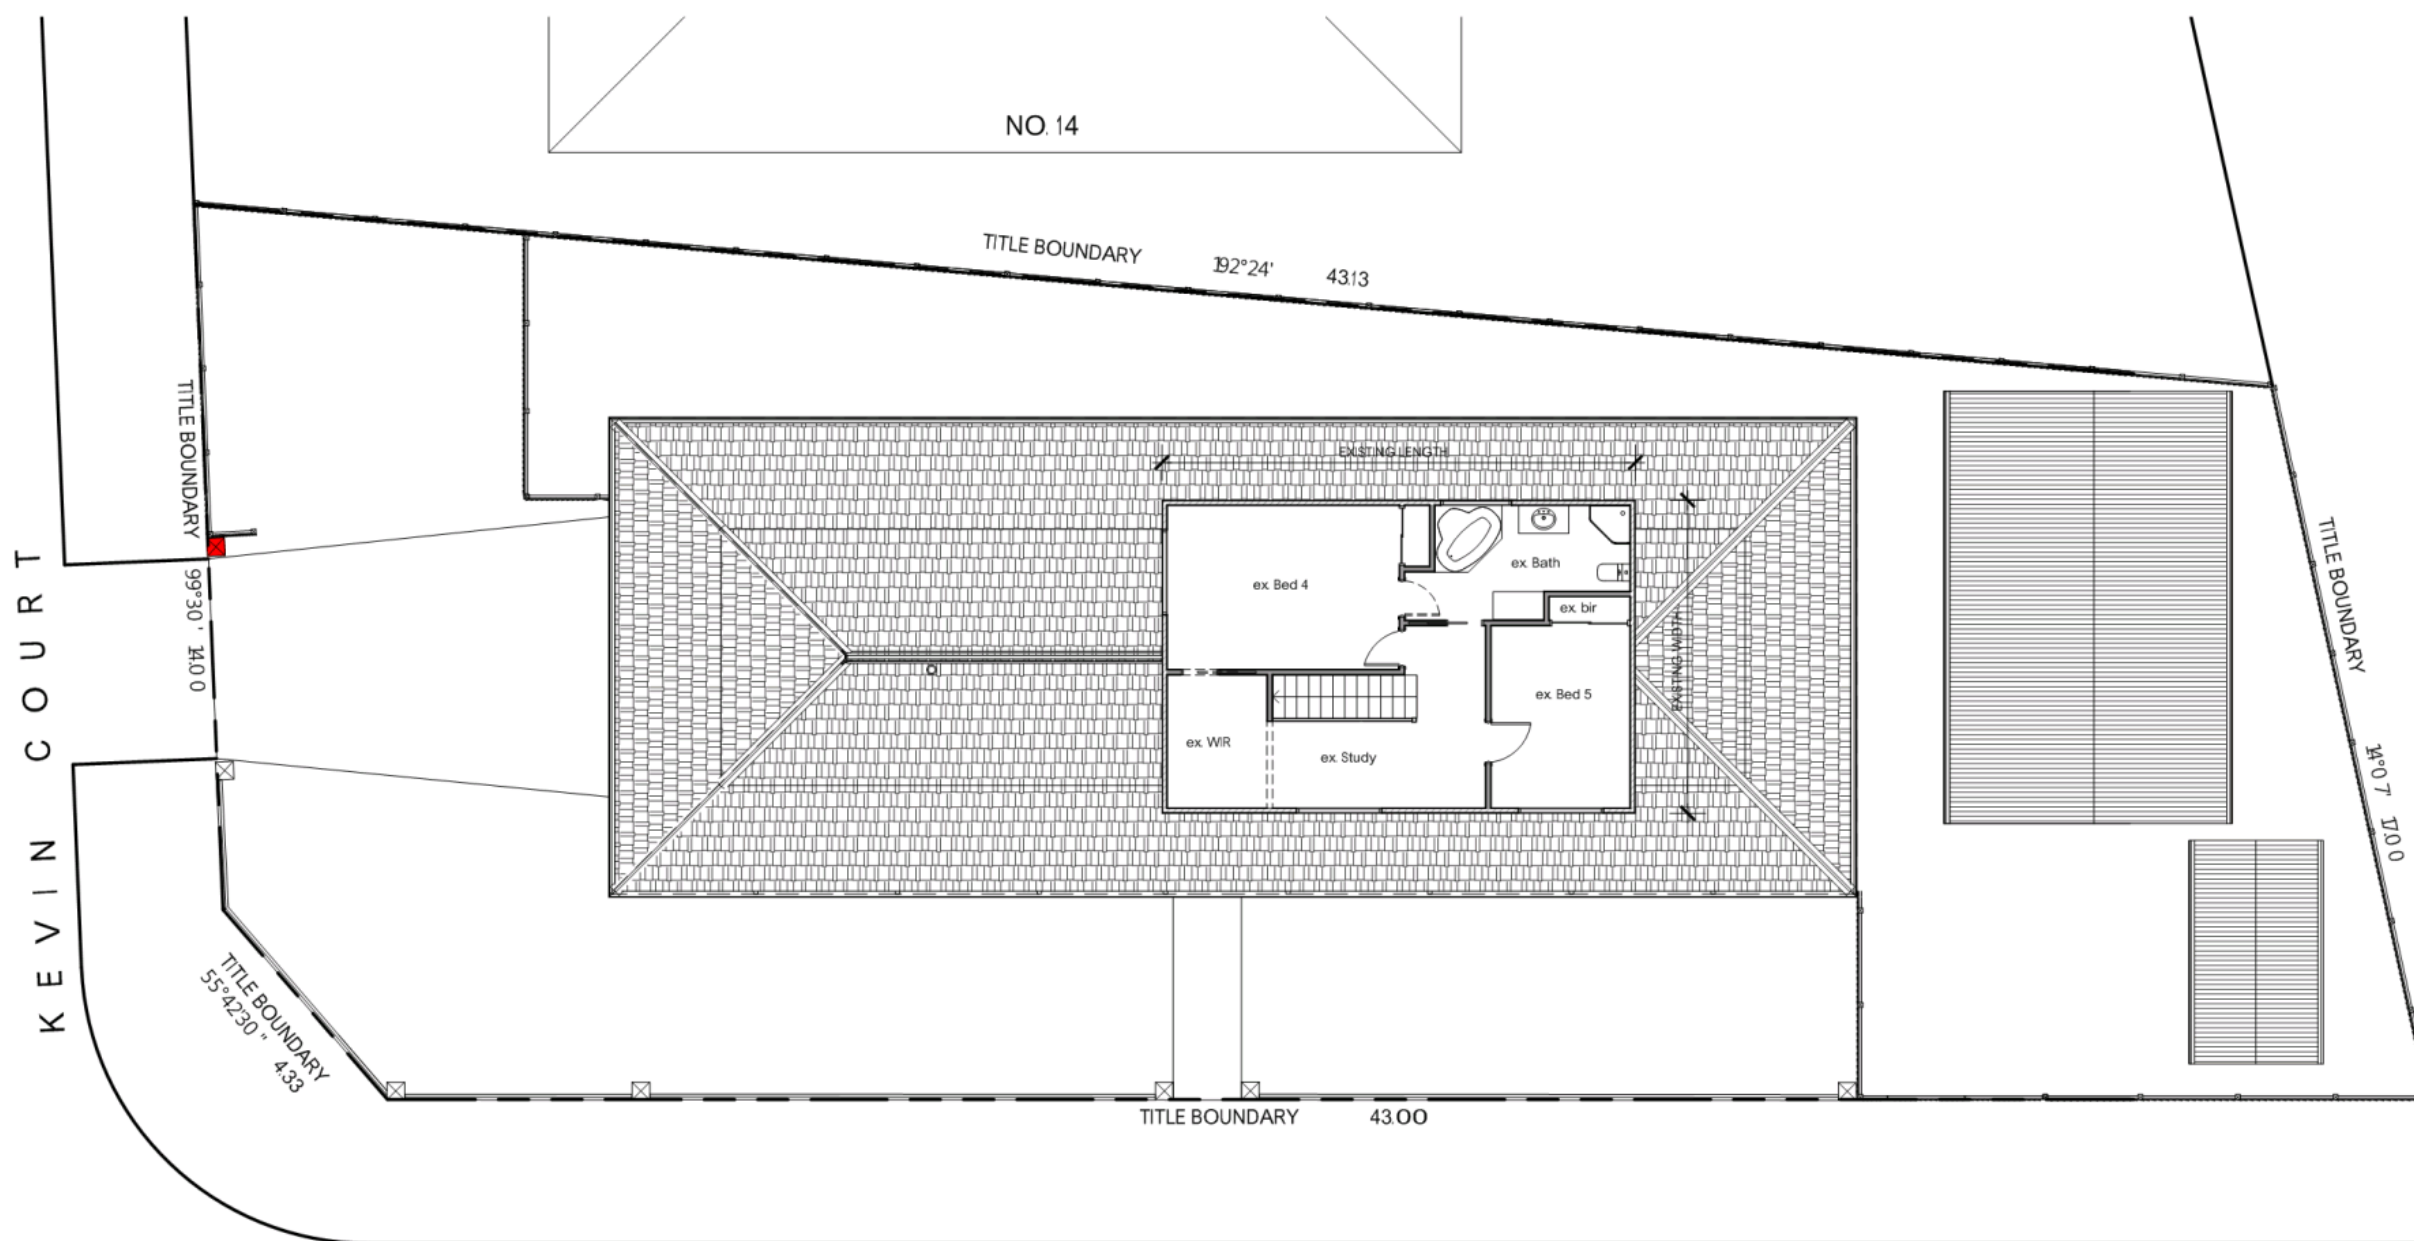 NO. 14
TITLE BOUNDARY 192°24' 43.13
TITLE BOUNDARY
99°30' 14.00
KEVIN COURT
EXISTING LENGTH
ex. Bed 4
ex. Bath
ex. bir
EXISTING WIDTH
ex. Bed 5
ex. WIR
ex. Study
TITLE BOUNDARY
14°07' 17.00
TITLE BOUNDARY
55°42'30" 4.33
TITLE BOUNDARY 43.00